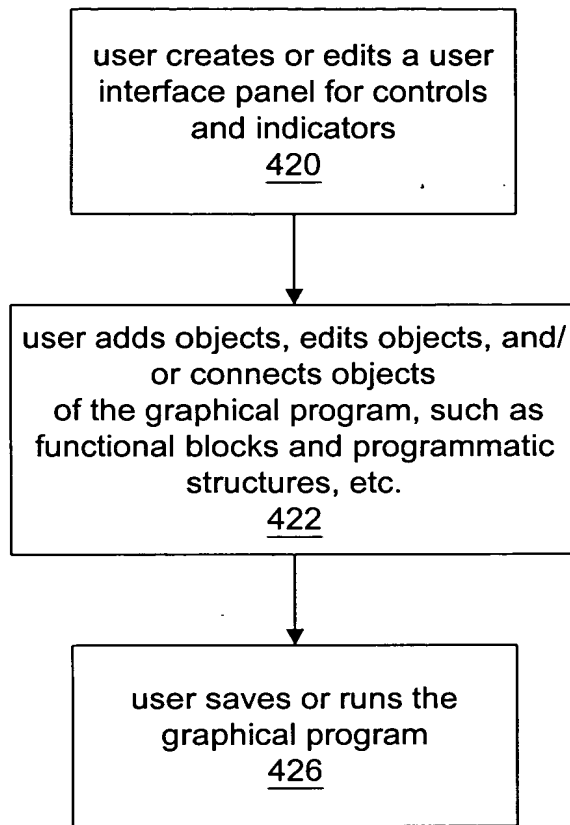 user creates or edits a user
interface panel for controls
and indicators
420
user adds objects, edits objects, and/
or connects objects
of the graphical program, such as
functional blocks and programmatic
structures, etc.
422
user saves or runs the
graphical program
426